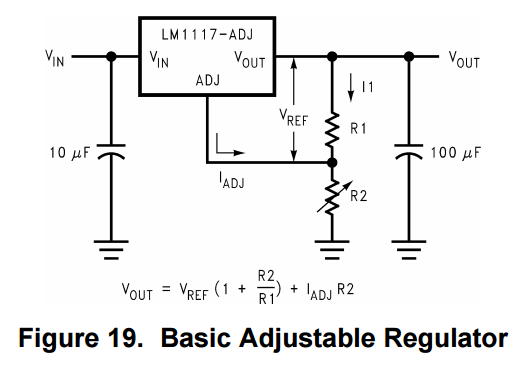 LM1117-ADJ
VIN
VIN
VOUT
VOUT
ADJ
I1
VREF
R1
10 μF
100 μF
IADJ
R2
VOUT = VREF (1 + R2/R1) + IADJ R2
Figure 19. Basic Adjustable Regulator